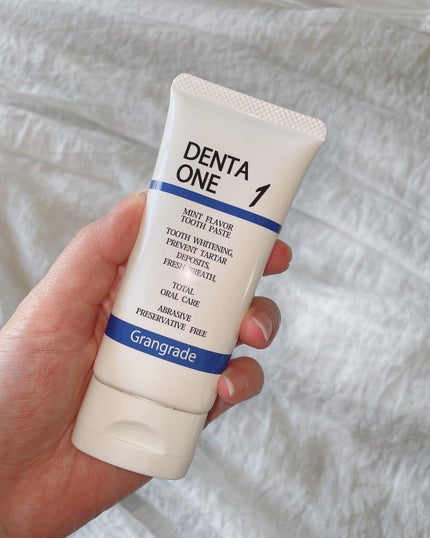 DENTA
ONE 1
MINT FLAVOR
TOOTH PASTE
TOOTH WHITENING,
PREVENT TARTAR
DEPOSITS,
FRESH BREATH,
TOTAL
ORAL CARE
ABRASIVE
PRESERVATIVE FREE
Grangrade